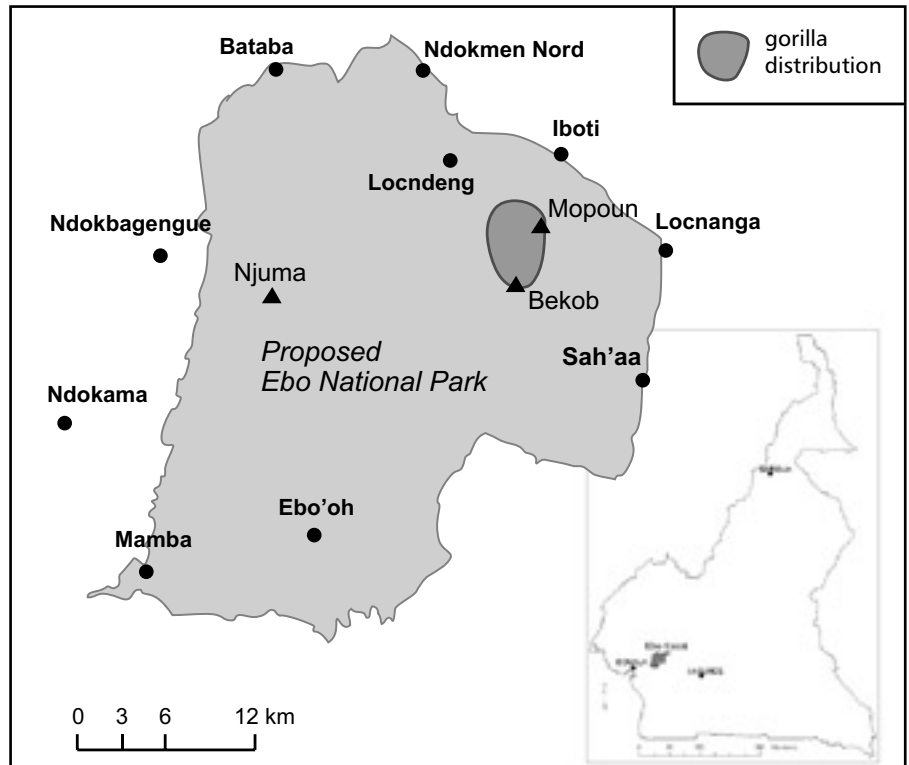 Bataba
Ndokmen Nord
gorilla
distribution
Iboti
Locndeng
Mopoun
Ndokbagengue
Locnanga
Njuma
Bekob
Proposed
Ebo National Park
Sah’aa
Ndokama
Ebo’oh
Mamba
0 3 6 12 km